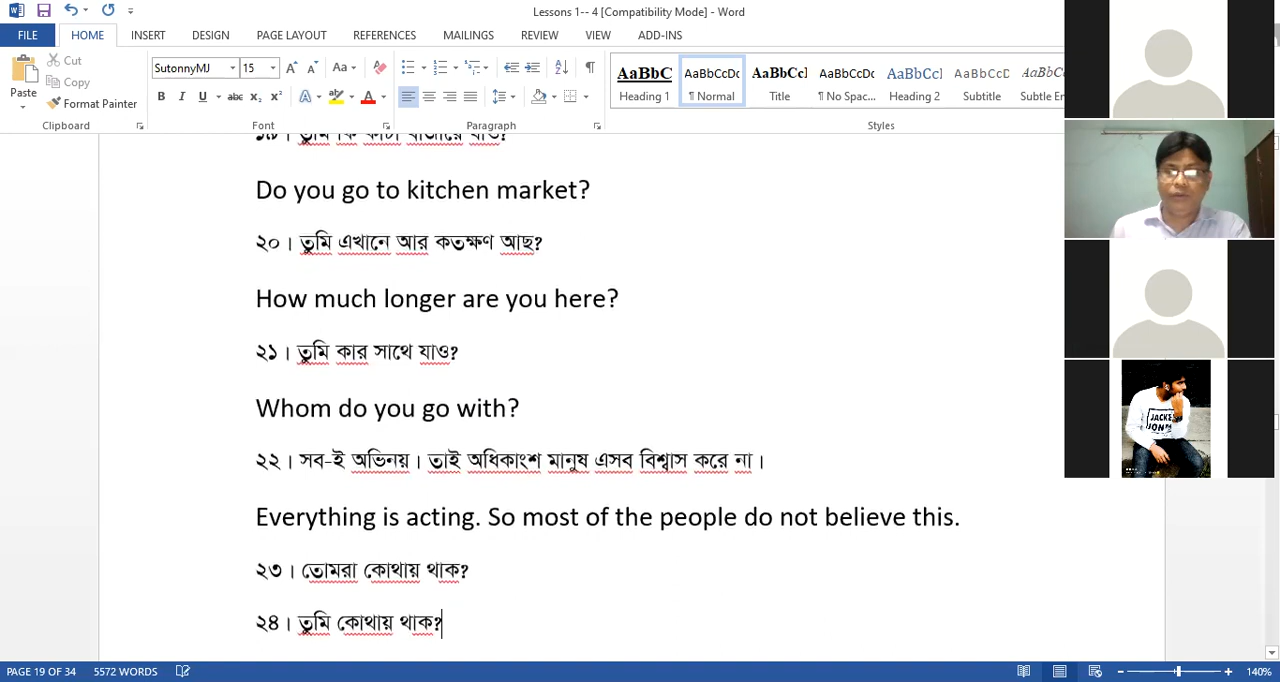 Lessons 1-- 4 [Compatibility Mode] - Word
FILE HOME INSERT DESIGN PAGE LAYOUT REFERENCES MAILINGS REVIEW VIEW ADD-INS
Cut
Copy
Format Painter
Paste
SutonnyMJ 15
AaBbC AaBbCcDc AaBbCcI AaBbCcDc AaBbCcI AaBbCcD AaBbCcD
Heading 1 ¶ Normal Title ¶ No Spac... Heading 2 Subtitle Subtle Em
Clipboard Font Paragraph Styles
১৯। তুমি কি কাঁচা বাজারে যাও?
Do you go to kitchen market?
২০। তুমি এখানে আর কতক্ষণ আছ?
How much longer are you here?
২১। তুমি কার সাথে যাও?
Whom do you go with?
২২। সব-ই অভিনয়। তাই অধিকাংশ মানুষ এসব বিশ্বাস করে না।
Everything is acting. So most of the people do not believe this.
২৩। তোমরা কোথায় থাক?
২৪। তুমি কোথায় থাক?
PAGE 19 OF 34 5572 WORDS 140%